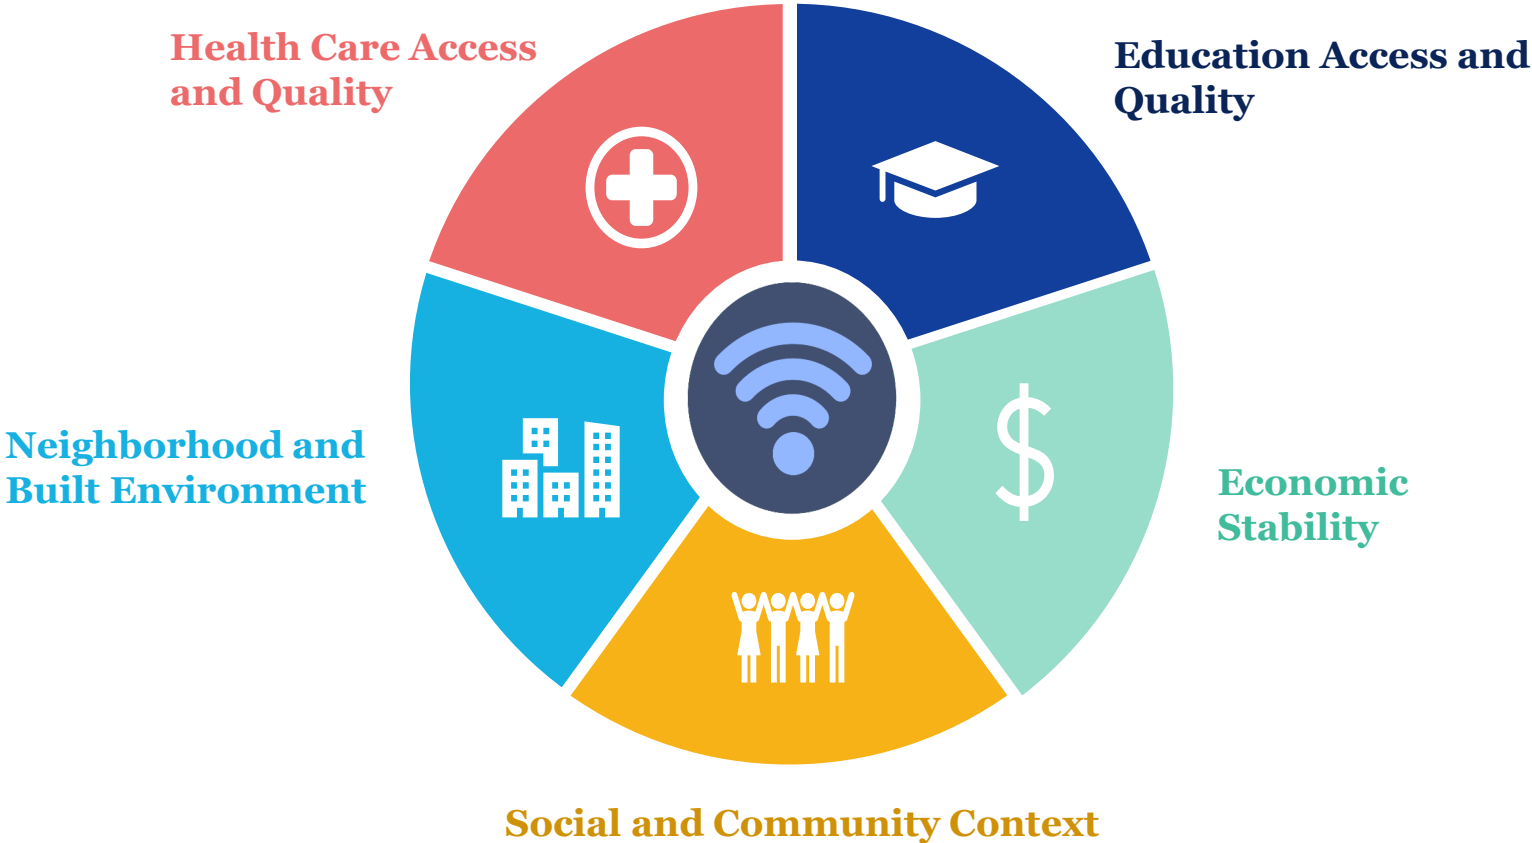 Health Care Access
and Quality
Education Access and
Quality
Neighborhood and
Built Environment
Economic
Stability
Social and Community Context